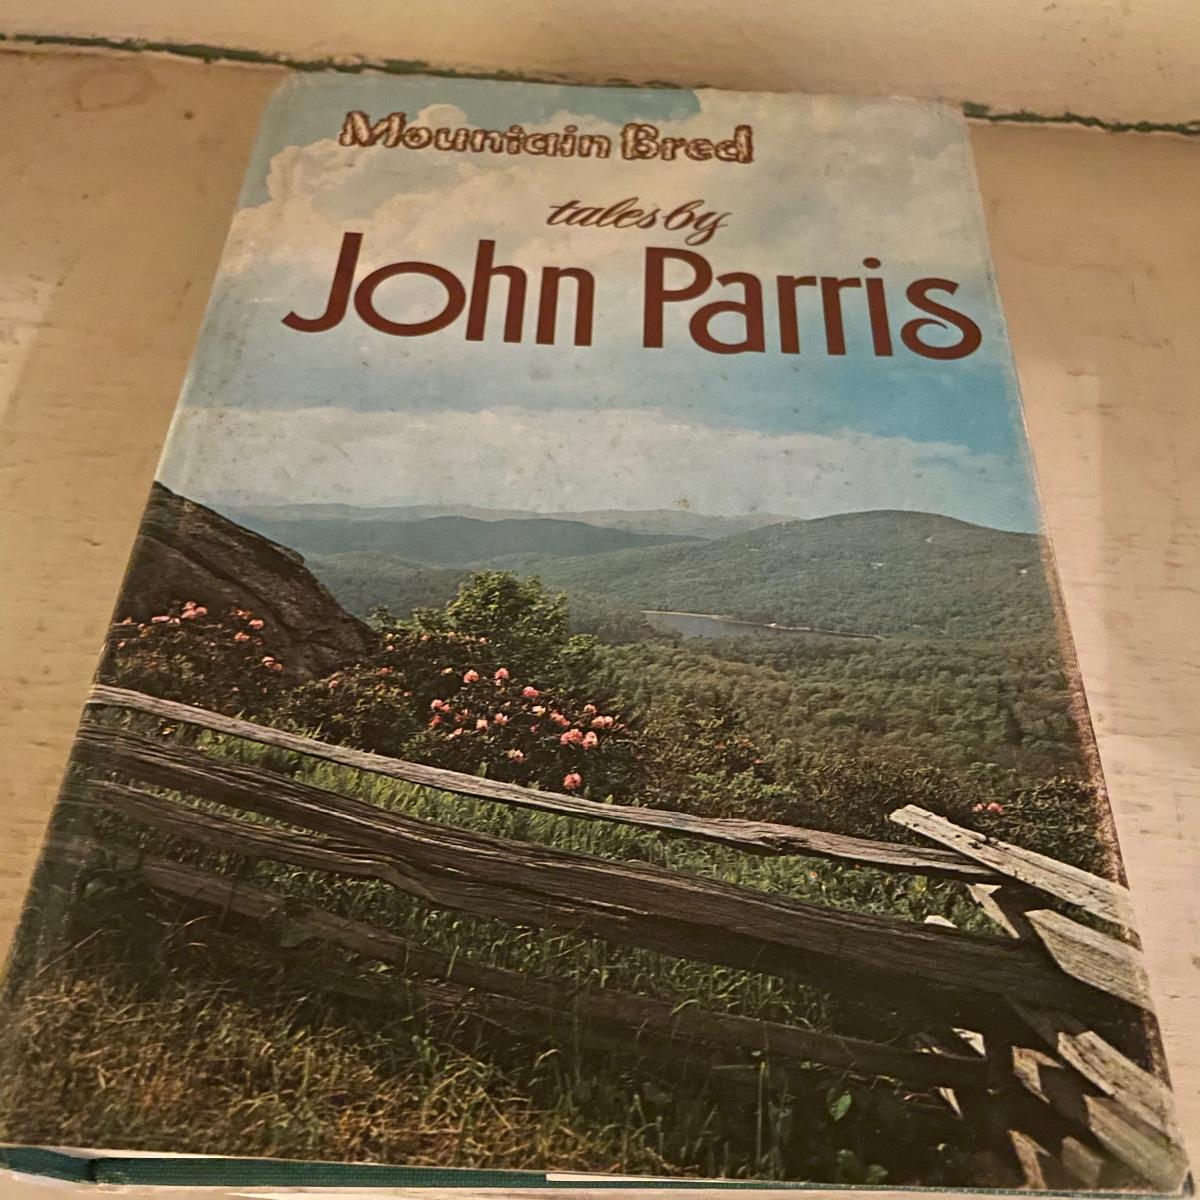 Mountain Bred
tales by
John Parris